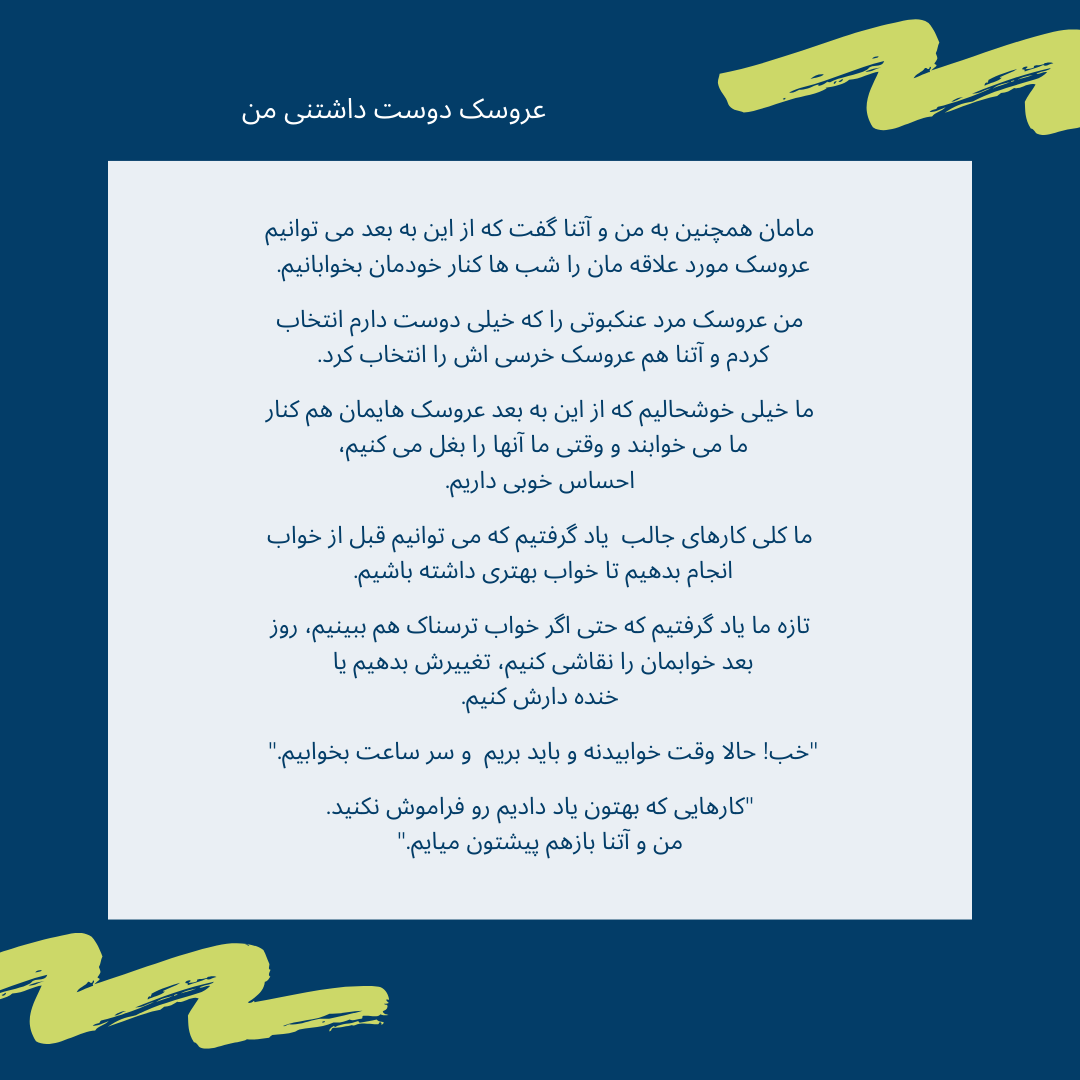 عروسک دوست داشتنی من
مامان همچنین به من و آتنا گفت که از این به بعد می توانیم
عروسک مورد علاقه مان را شب ها کنار خودمان بخوابانیم.
من عروسک مرد عنکبوتی را که خیلی دوست دارم انتخاب
کردم و آتنا هم عروسک خرسی اش را انتخاب کرد.
ما خیلی خوشحالیم که از این به بعد عروسک هایمان هم کنار
ما می خوابند و وقتی ما آنها را بغل می کنیم،
احساس خوبی داریم.
ما کلی کارهای جالب  یاد گرفتیم که می توانیم قبل از خواب
انجام بدهیم تا خواب بهتری داشته باشیم.
تازه ما یاد گرفتیم که حتی اگر خواب ترسناک هم ببینیم، روز
بعد خوابمان را نقاشی کنیم، تغییرش بدهیم یا
خنده دارش کنیم.
"خب! حالا وقت خوابیدنه و باید بریم  و سر ساعت بخوابیم."
"کارهایی که بهتون یاد دادیم رو فراموش نکنید.
من و آتنا بازهم پیشتون میایم."